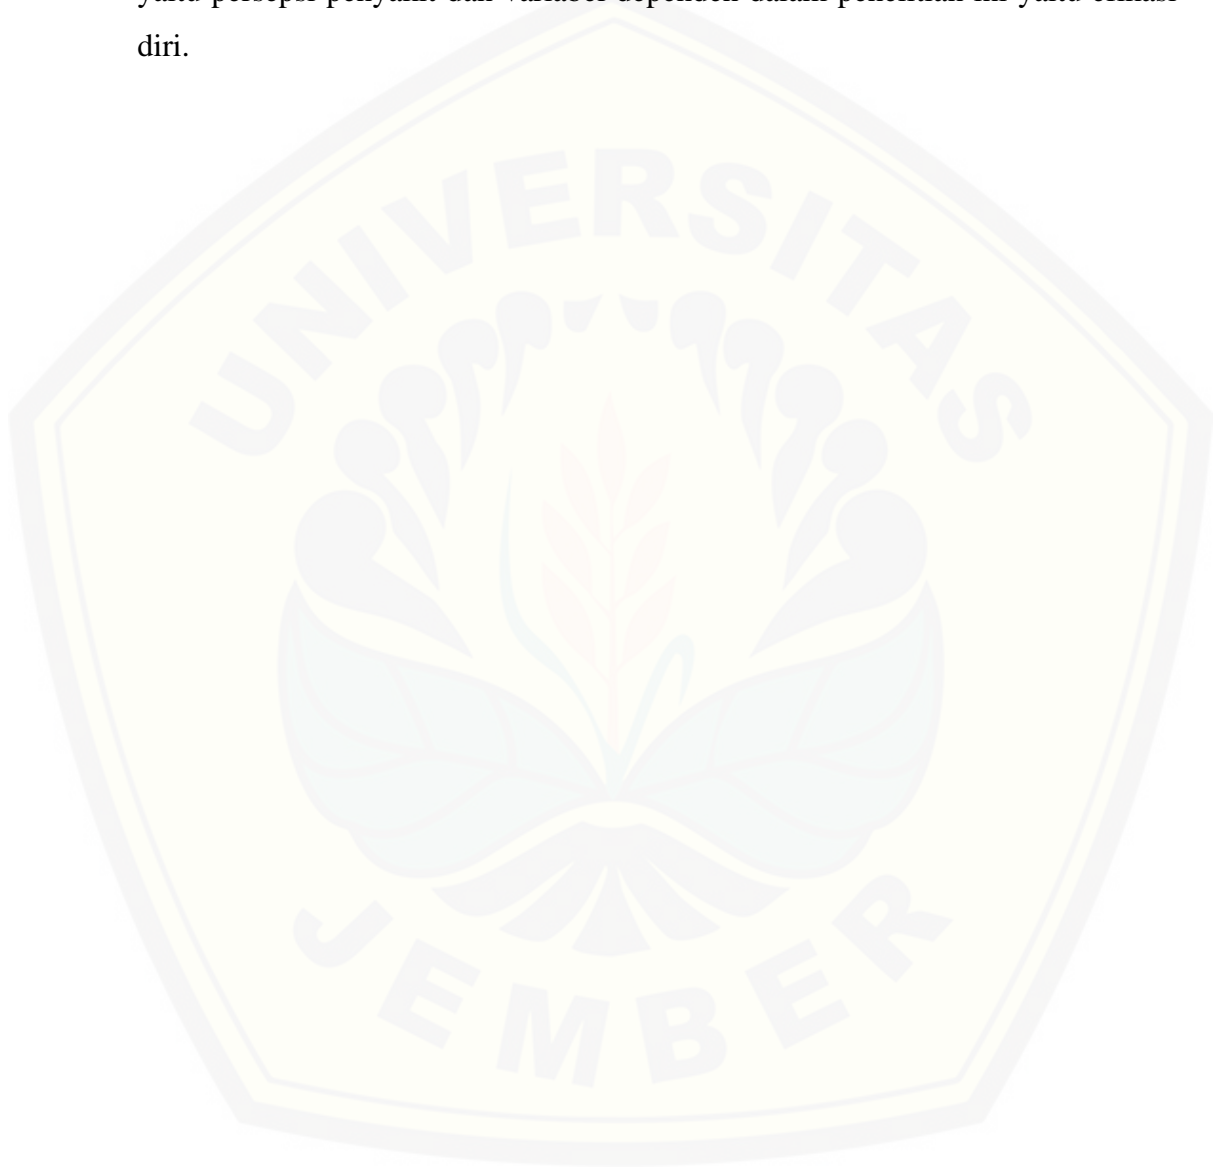 yaitu persepsi penyakit dan variabel dependen dalam penelitian ini yaitu efikasi
diri.
UNIVERSITAS
JEMBER